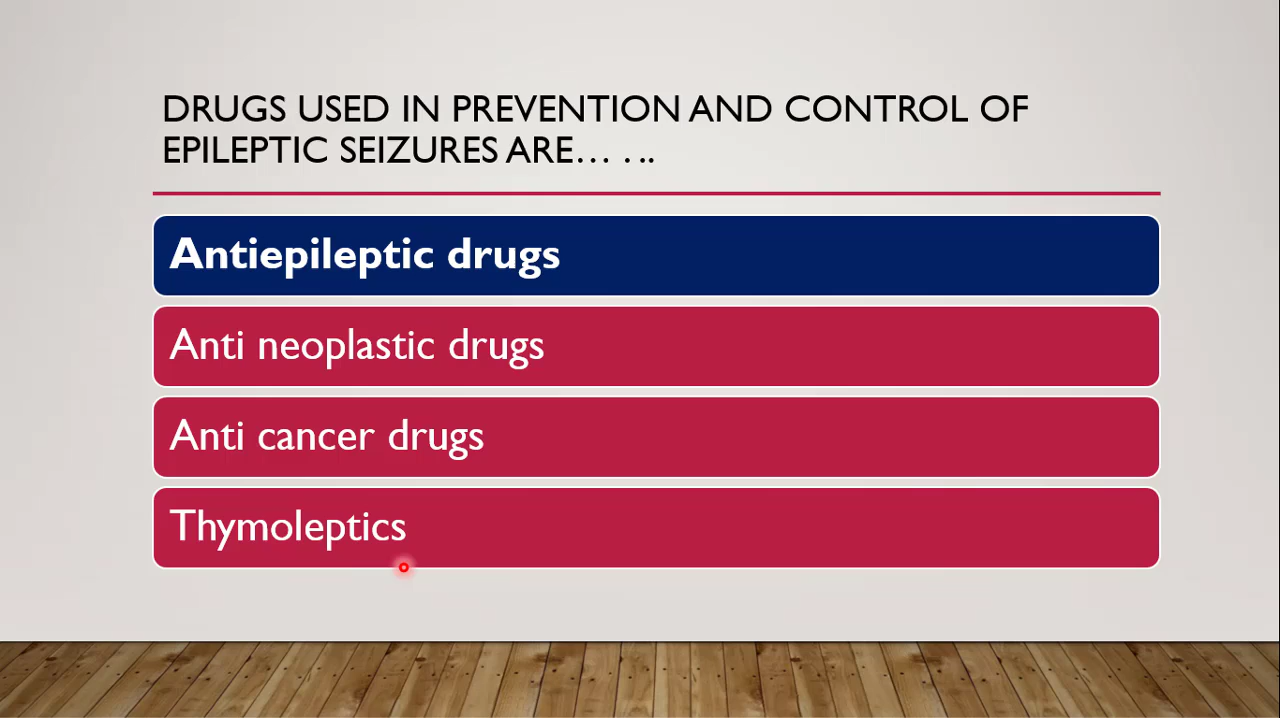 DRUGS USED IN PREVENTION AND CONTROL OF
EPILEPTIC SEIZURES ARE… . ..
Antiepileptic drugs
Anti neoplastic drugs
Anti cancer drugs
Thymoleptics